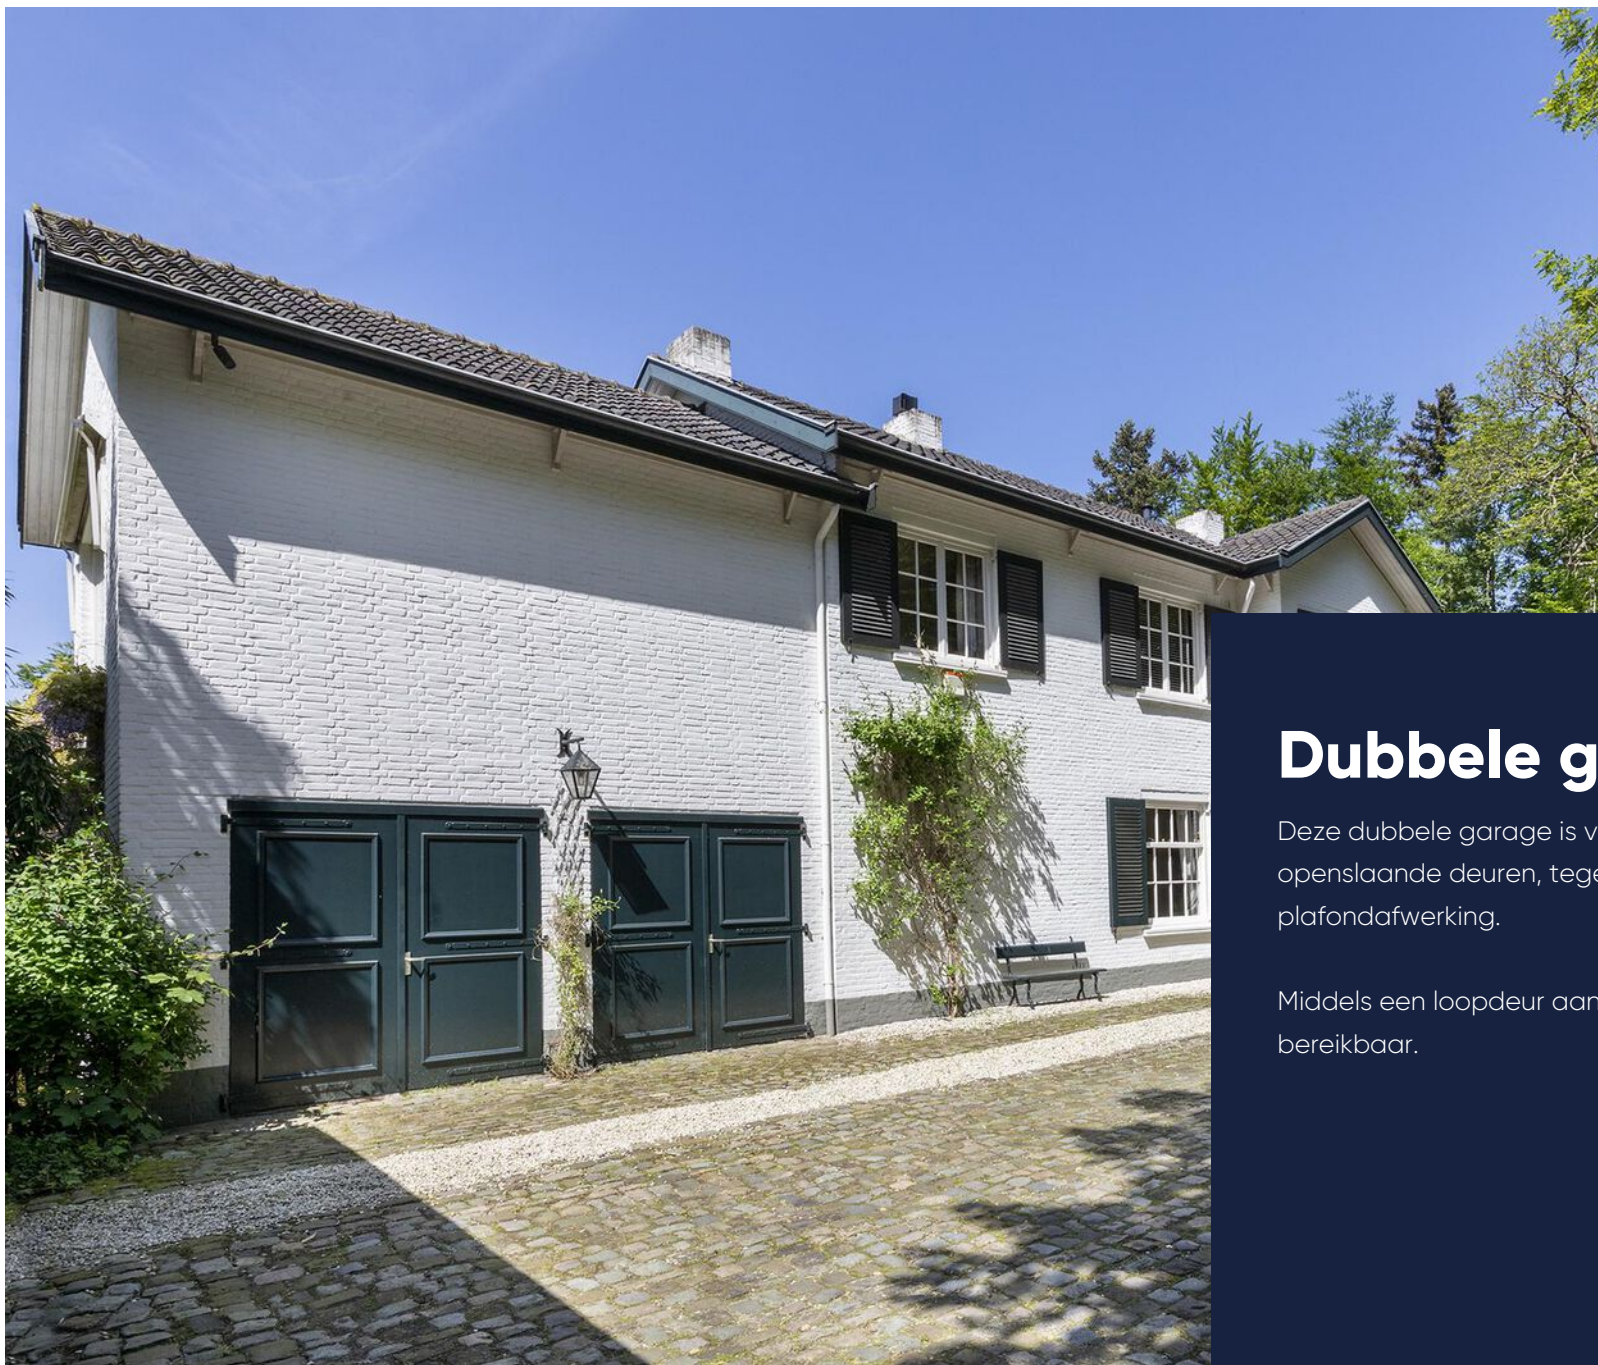 Dubbele g
Deze dubbele garage is v
openslaande deuren, tege
plafondafwerking.
Middels een loopdeur aan
bereikbaar.